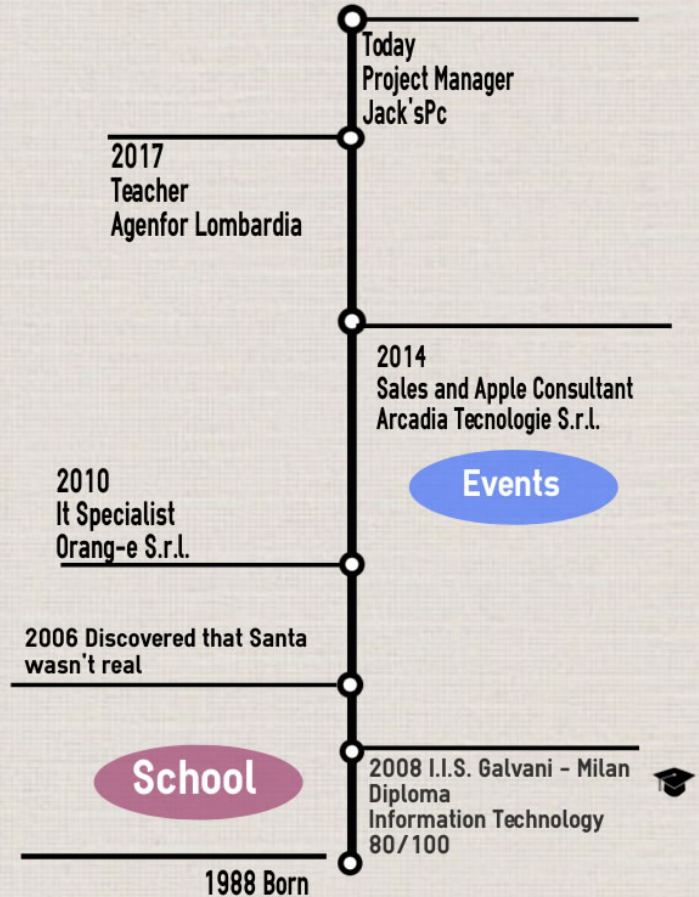 Today
Project Manager
Jack'sPc
2017
Teacher
Agenfor Lombardia
2014
Sales and Apple Consultant
Arcadia Tecnologie S.r.l.
Events
2010
It Specialist
Orang-e S.r.l.
2006 Discovered that Santa
wasn't real
School
2008 I.I.S. Galvani - Milan
Diploma
Information Technology
80/100
1988 Born